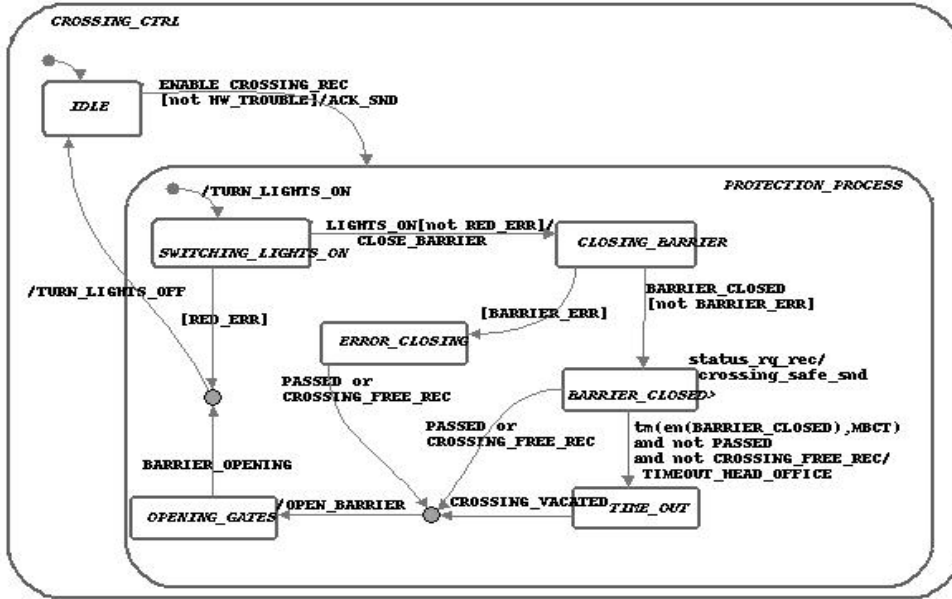 CROSSING_CTRL
ENABLE_CROSSING_REC
[not HW_TROUBLE]/ACK_SND
IDLE
/TURN_LIGHTS_ON
PROTECTION_PROCESS
LIGHTS_ON[not RED_ERR]/
CLOSE_BARRIER
CLOSING_BARRIER
SWITCHING_LIGHTS_ON
/TURN_LIGHTS_OFF
BARRIER_CLOSED
[not BARRIER_ERR]
[RED_ERR]
[BARRIER_ERR]
ERROR_CLOSING
status_rq_rec/
crossing_safe_snd
PASSED or
CROSSING_FREE_REC
BARRIER_CLOSED>
PASSED or
CROSSING_FREE_REC
tm(en(BARRIER_CLOSED),MBCT)
and not PASSED
and not CROSSING_FREE_REC/
TIMEOUT_HEAD_OFFICE
BARRIER_OPENING
/OPEN_BARRIER
CROSSING_VACATED
OPENING_GATES
TIME_OUT